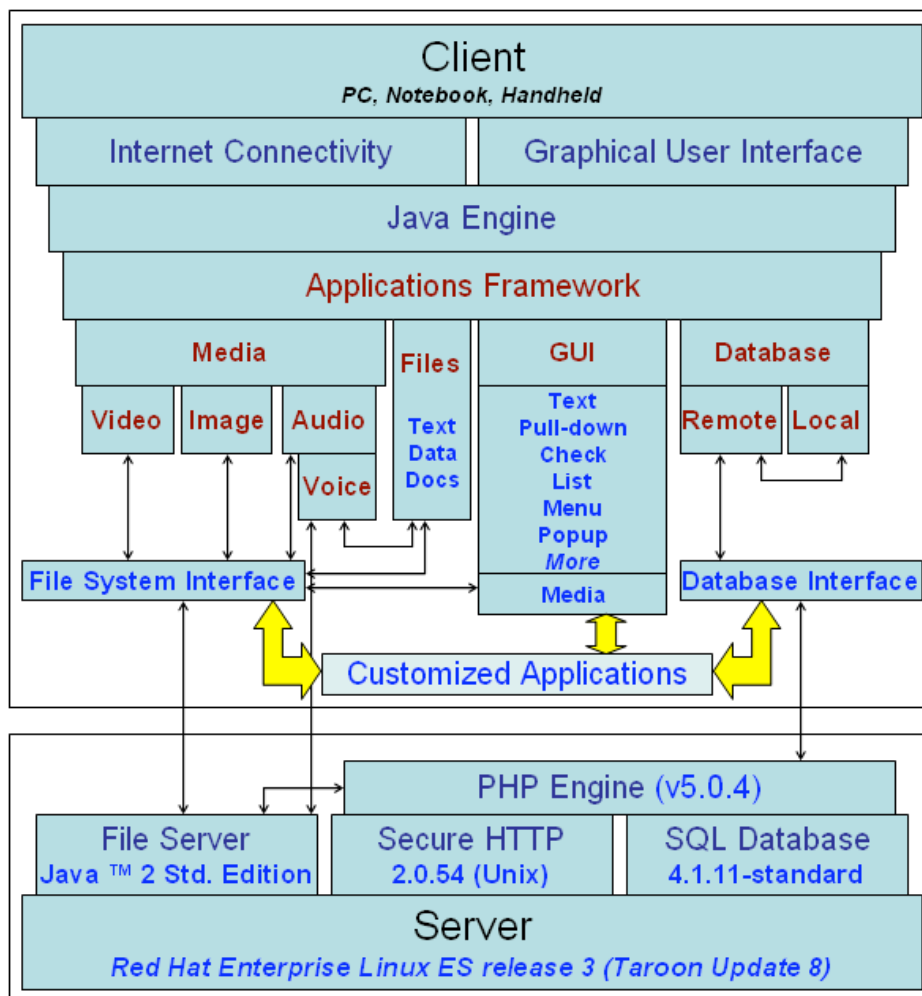 Client
PC, Notebook, Handheld
Internet Connectivity
Graphical User Interface
Java Engine
Applications Framework
Media
Files
GUI
Database
Video
Image
Audio
Voice
Text
Data
Docs
Text
Pull-down
Check
List
Menu
Popup
More
Media
Remote
Local
File System Interface
Database Interface
Customized Applications
PHP Engine (v5.0.4)
File Server
Java ™ 2 Std. Edition
Secure HTTP
2.0.54 (Unix)
SQL Database
4.1.11-standard
Server
Red Hat Enterprise Linux ES release 3 (Taroon Update 8)